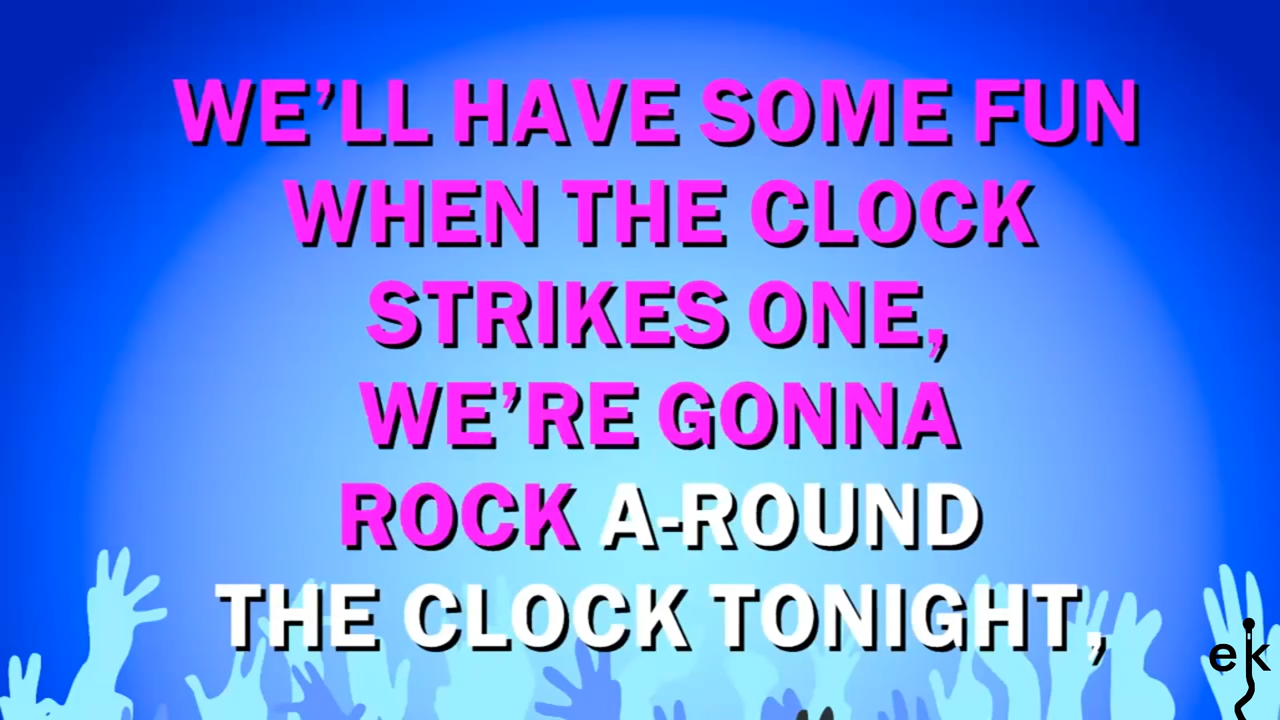 WE’LL HAVE SOME FUN
WHEN THE CLOCK
STRIKES ONE,
WE’RE GONNA
ROCK A-ROUND
THE CLOCK TONIGHT,
ek